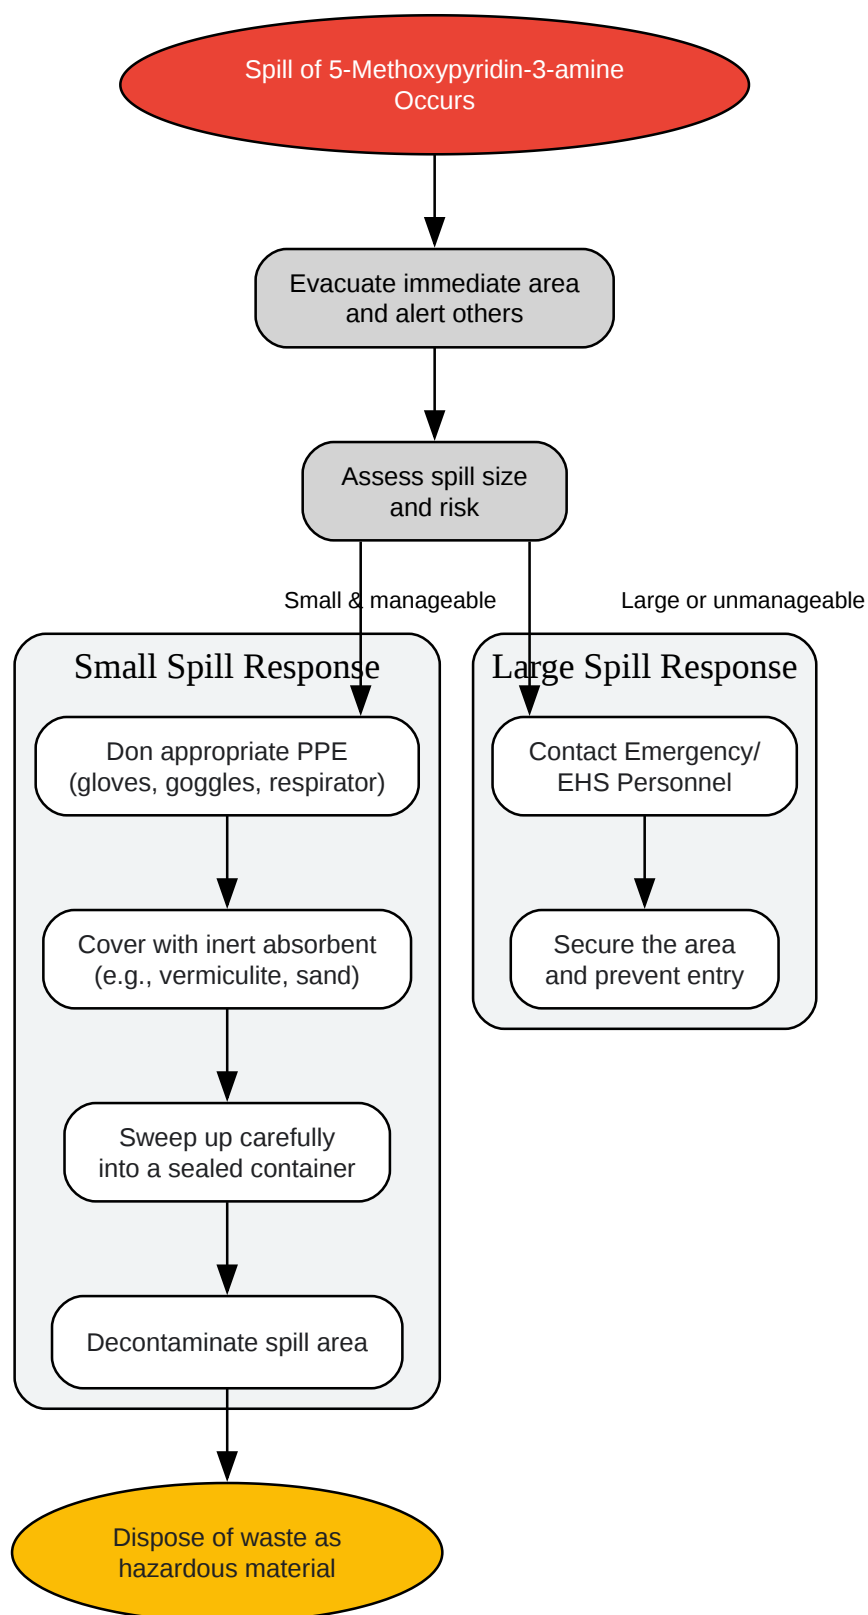 Spill of 5-Methoxypyridin-3-amine
Occurs
Evacuate immediate area
and alert others
Assess spill size
and risk
Small & manageable
Large or unmanageable
Small Spill Response
Don appropriate PPE
(gloves, goggles, respirator)
Cover with inert absorbent
(e.g., vermiculite, sand)
Sweep up carefully
into a sealed container
Decontaminate spill area
Large Spill Response
Contact Emergency/
EHS Personnel
Secure the area
and prevent entry
Dispose of waste as
hazardous material